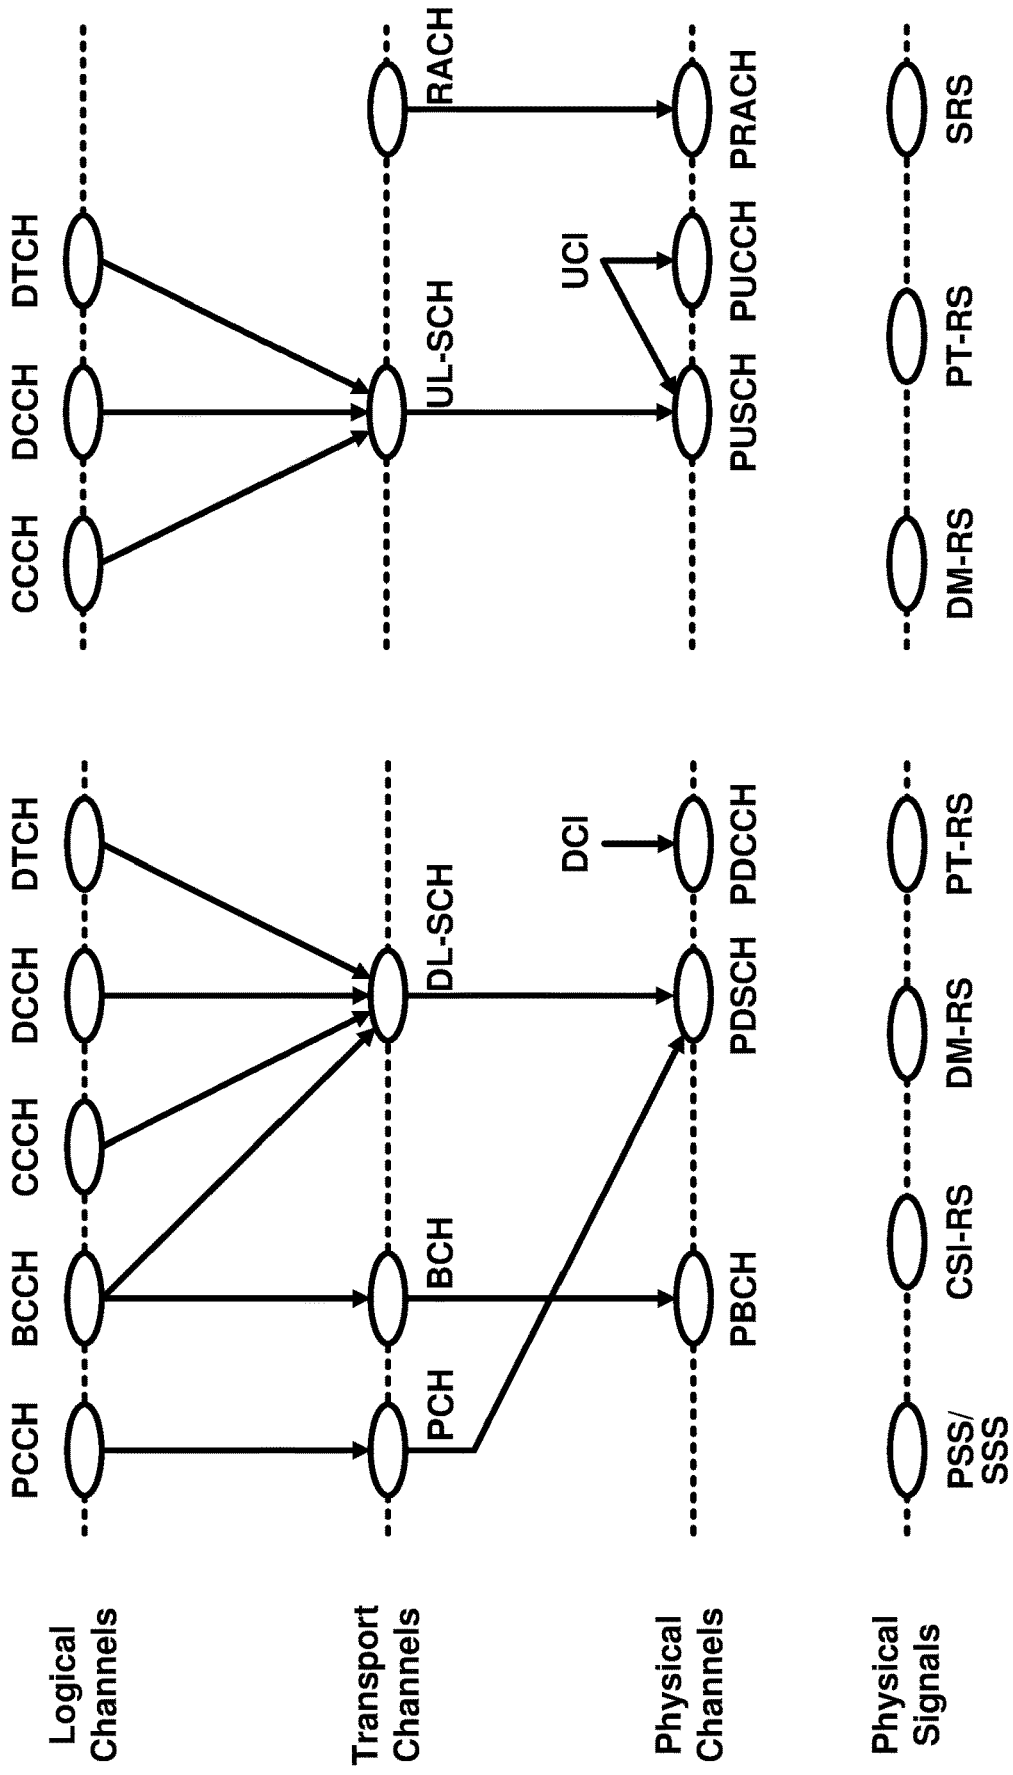 PCCH
BCCH
CCCH
DCCH
DTCH
CCCH
DCCH
DTCH
Logical
Channels
PCH
BCH
DL-SCH
UL-SCH
RACH
Transport
Channels
DCI
UCI
PBCH
PDSCH
PDCCH
PUSCH
PUCCH
PRACH
Physical
Channels
Physical
Signals
PSS/
SSS
CSI-RS
DM-RS
PT-RS
DM-RS
PT-RS
SRS